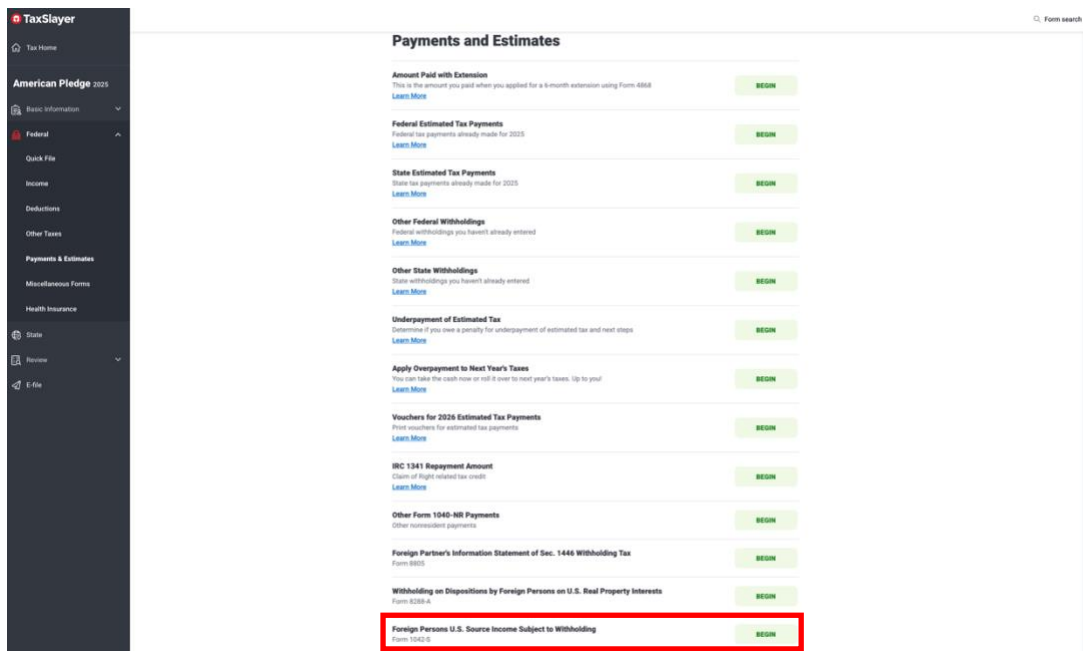 TaxSlayer
Form search
Tax Home
American Pledge 2025
Basic Information
Federal
Quick File
Income
Deductions
Other Taxes
Payments & Estimates
Miscellaneous Forms
Health Insurance
State
Review
E-file
Payments and Estimates
Amount Paid with Extension
This is the amount you paid when you applied for a 6-month extension using Form 4868
Learn More
BEGIN
Federal Estimated Tax Payments
Federal tax payments already made for 2025
Learn More
BEGIN
State Estimated Tax Payments
State tax payments already made for 2025
Learn More
BEGIN
Other Federal Withholdings
Federal withholdings you haven't already entered
Learn More
BEGIN
Other State Withholdings
State withholdings you haven't already entered
Learn More
BEGIN
Underpayment of Estimated Tax
Determine if you owe a penalty for underpayment of estimated tax and next steps
Learn More
BEGIN
Apply Overpayment to Next Year's Taxes
You can take the cash now or roll it over to next year's taxes. Up to you!
Learn More
BEGIN
Vouchers for 2026 Estimated Tax Payments
Print vouchers for estimated tax payments
Learn More
BEGIN
IRC 1341 Repayment Amount
Claim of Right related tax credit
Learn More
BEGIN
Other Form 1040-NR Payments
Other nonresident payments
BEGIN
Foreign Partner's Information Statement of Sec. 1446 Withholding Tax
Form 8805
BEGIN
Withholding on Dispositions by Foreign Persons on U.S. Real Property Interests
Form 8288-A
BEGIN
Foreign Persons U.S. Source Income Subject to Withholding
Form 1042-S
BEGIN